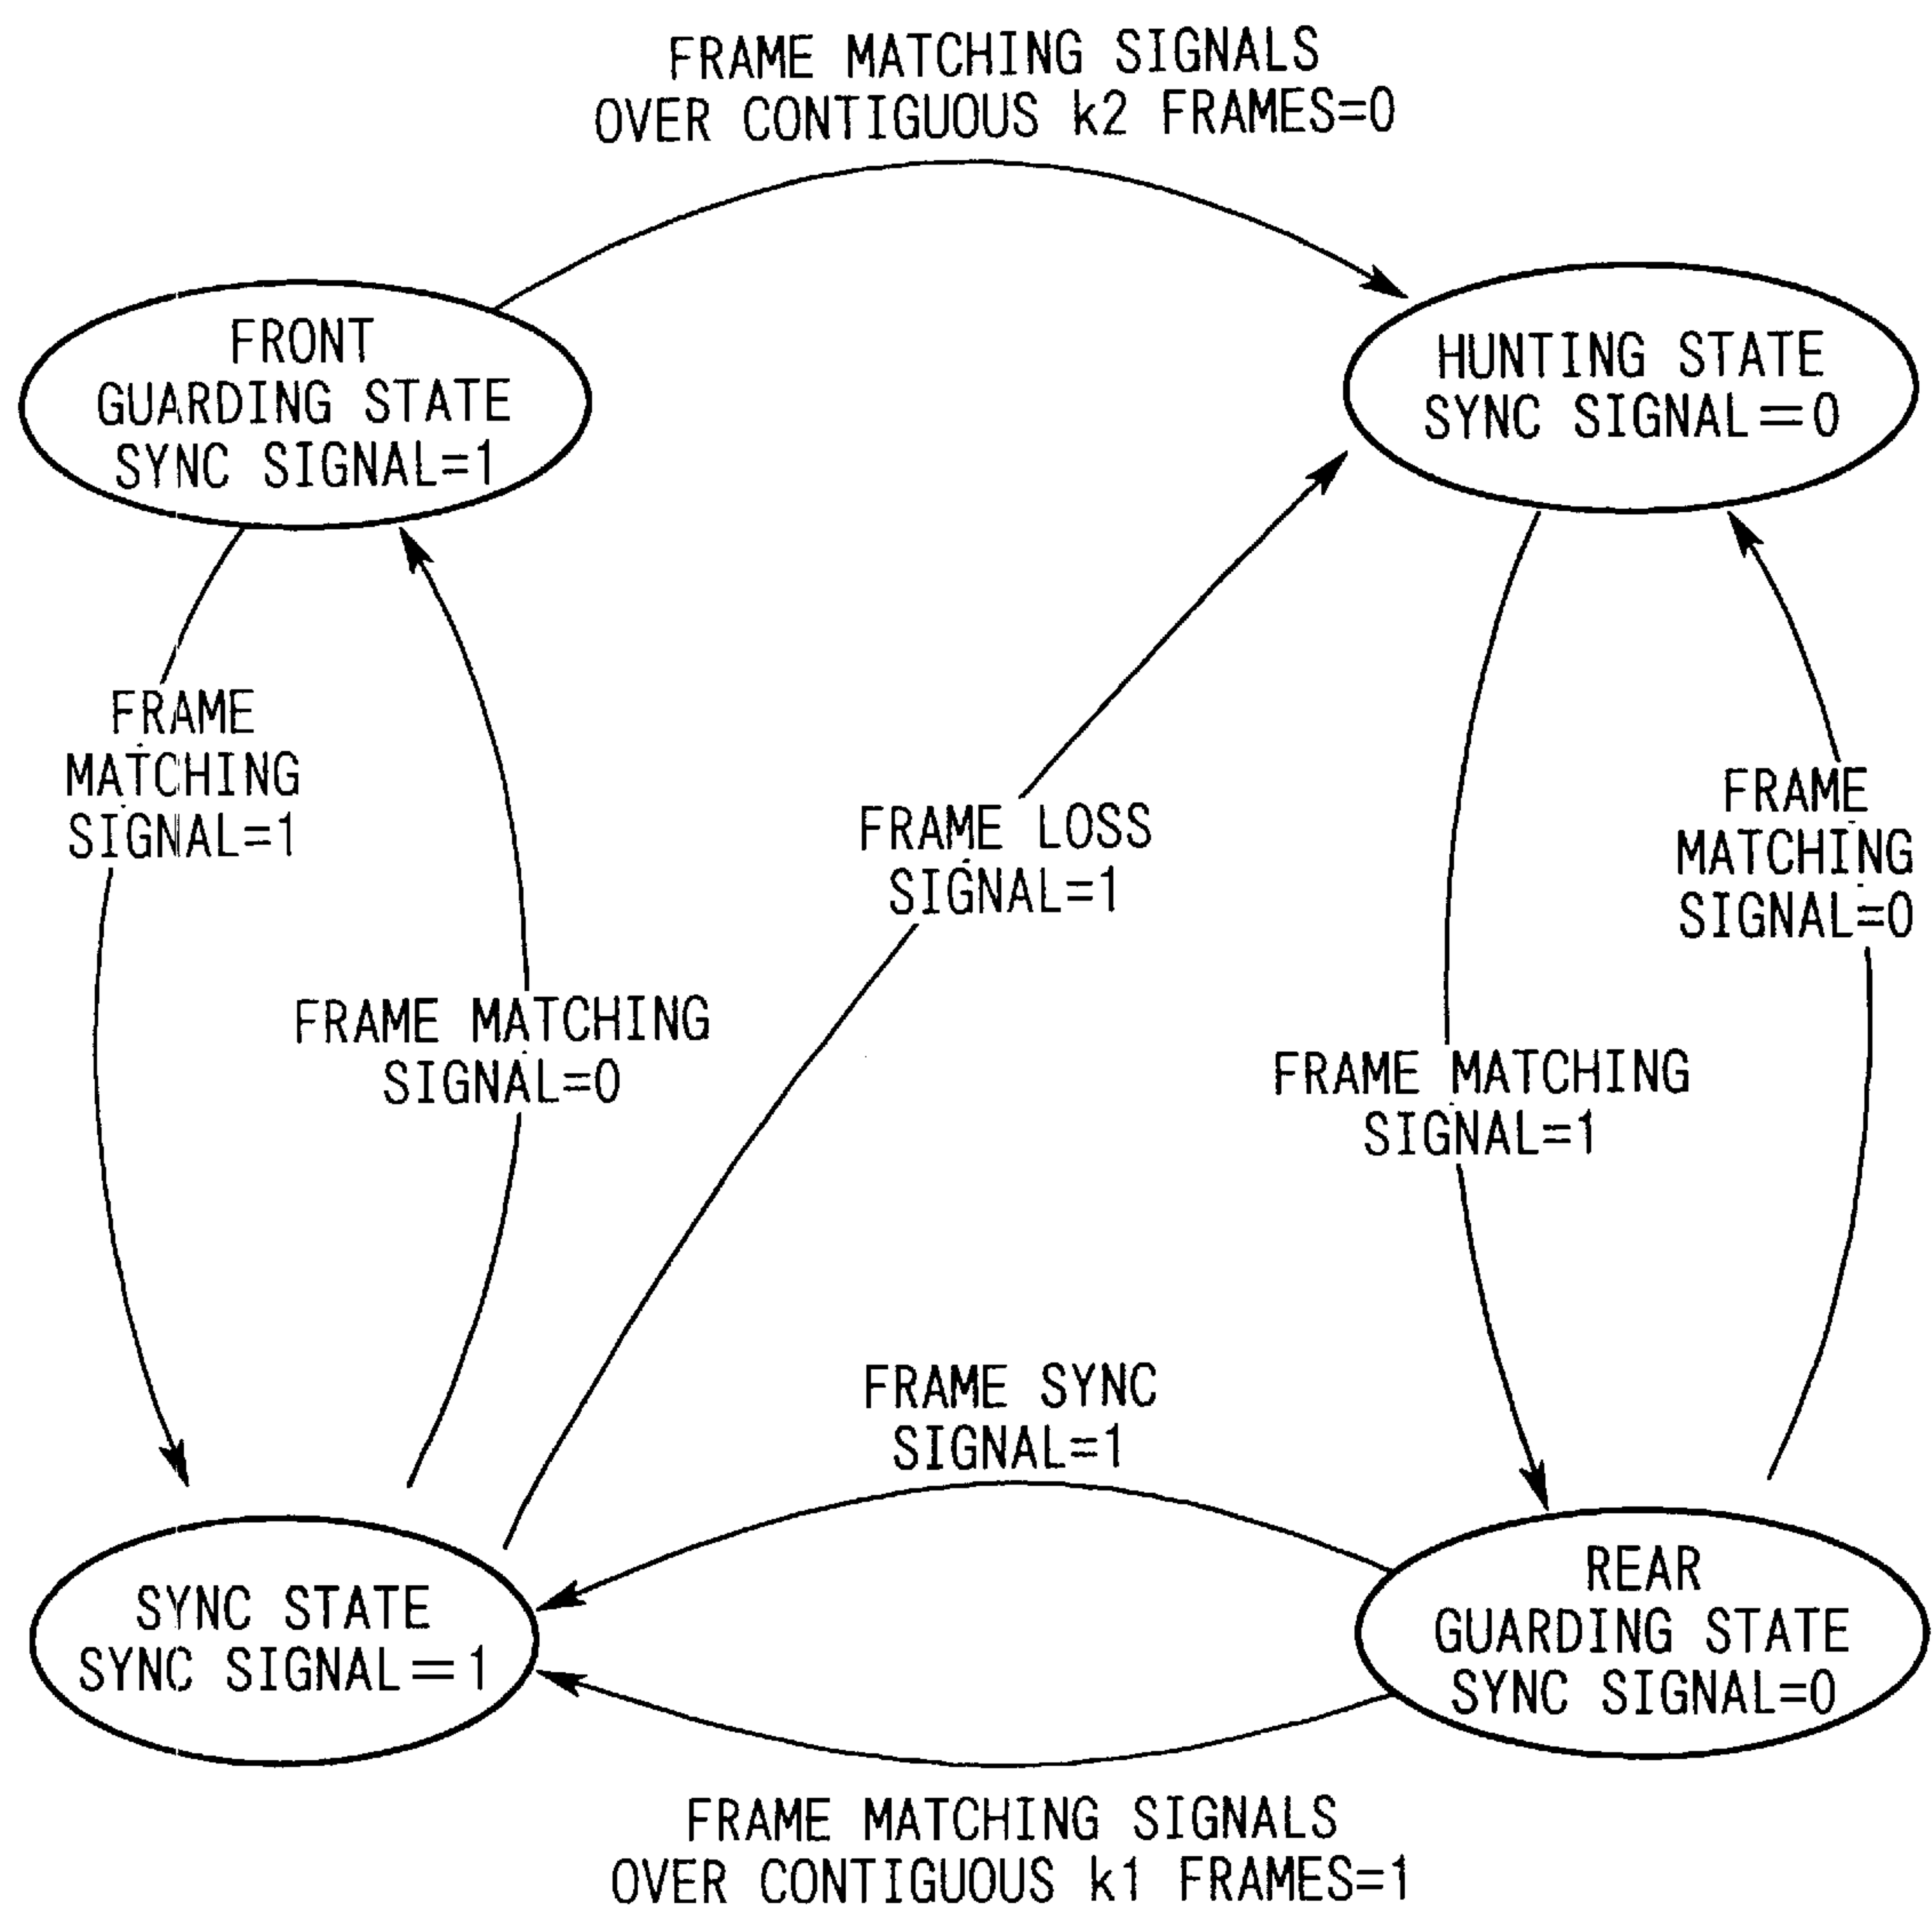 FRAME MATCHING SIGNALS
OVER CONTIGUOUS k2 FRAMES=0
FRONT
GUARDING STATE
SYNC SIGNAL=1
HUNTING STATE
SYNC SIGNAL=0
FRAME
MATCHING
SIGNAL=1
FRAME MATCHING
SIGNAL=0
FRAME LOSS
SIGNAL=1
FRAME MATCHING
SIGNAL=1
FRAME
MATCHING
SIGNAL=0
FRAME SYNC
SIGNAL=1
SYNC STATE
SYNC SIGNAL=1
REAR
GUARDING STATE
SYNC SIGNAL=0
FRAME MATCHING SIGNALS
OVER CONTIGUOUS k1 FRAMES=1